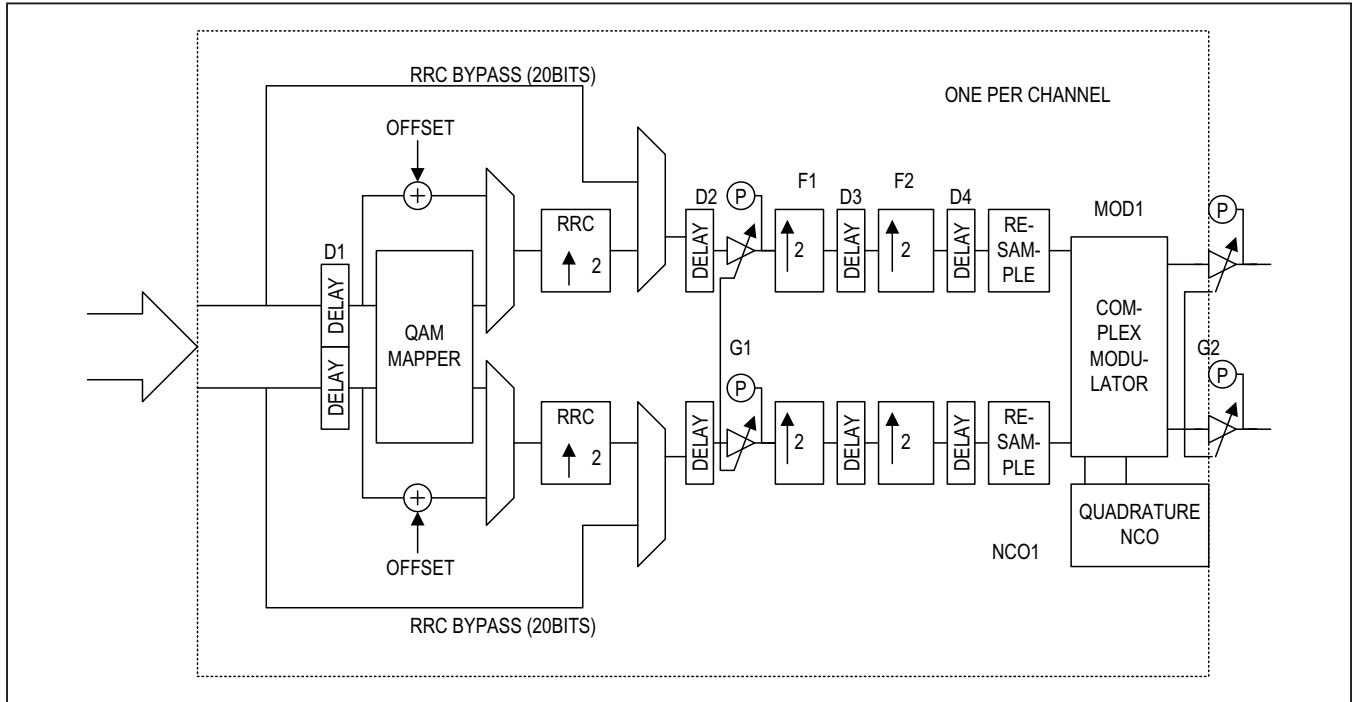 RRC BYPASS (20BITS)
ONE PER CHANNEL
OFFSET
D1
DELAY
DELAY
QAM
MAPPER
RRC
2
D2
DELAY
P
F1
2
D3
DELAY
F2
2
D4
DELAY
RE-
SAM-
PLE
MOD1
COM-
PLEX
MODU-
LATOR
P
RRC
2
DELAY
G1
P
2
DELAY
2
DELAY
RE-
SAM-
PLE
G2
P
QUADRATURE
NCO
NCO1
OFFSET
RRC BYPASS (20BITS)